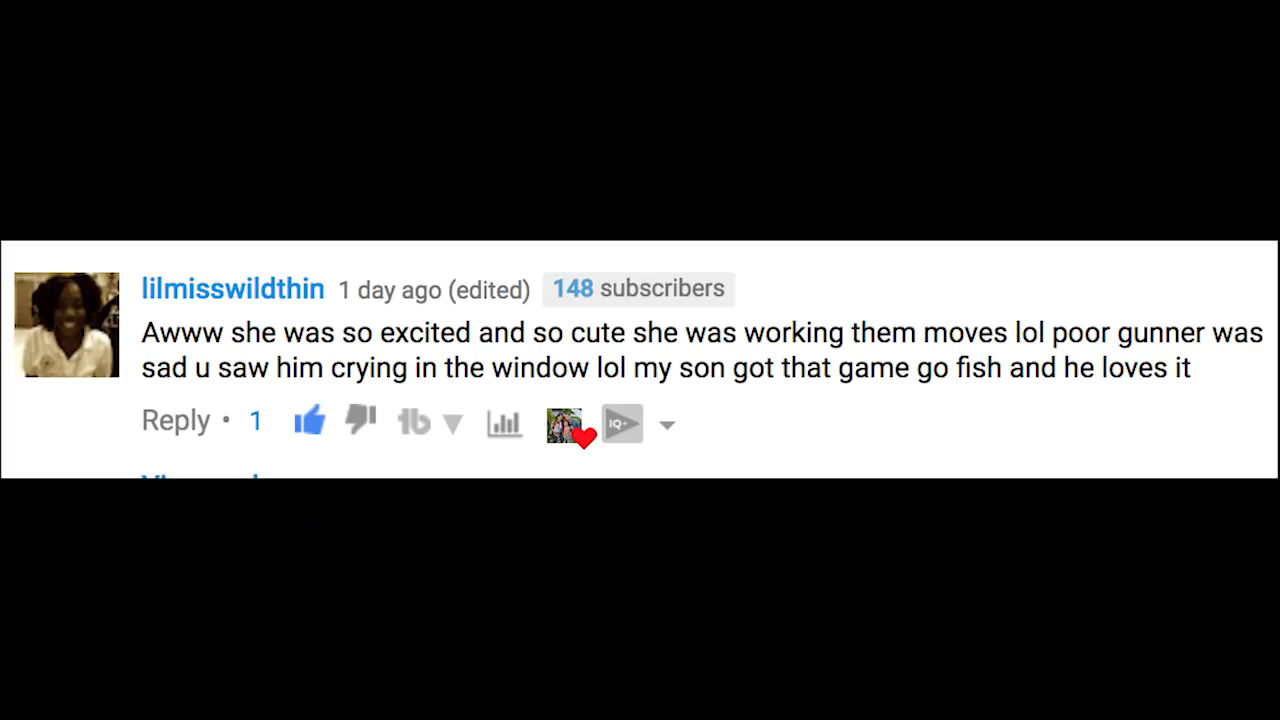 lilmisswildthin 1 day ago (edited) 148 subscribers
Awww she was so excited and so cute she was working them moves lol poor gunner was
sad u saw him crying in the window lol my son got that game go fish and he loves it
Reply • 1 1b IQ+